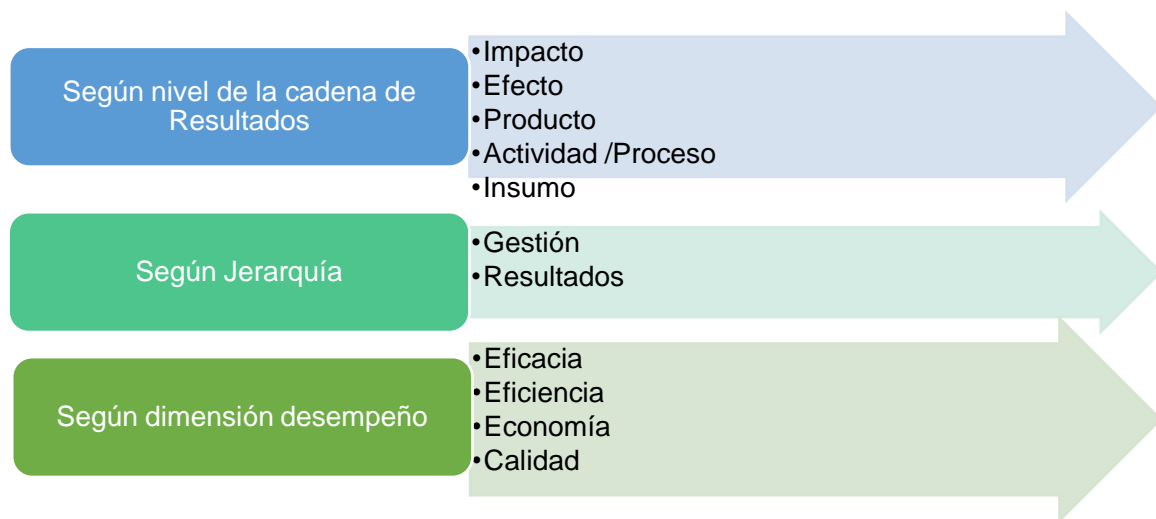 Según nivel de la cadena de
Resultados
•Impacto
•Efecto
•Producto
•Actividad /Proceso
•Insumo
Según Jerarquía
•Gestión
•Resultados
Según dimensión desempeño
•Eficacia
•Eficiencia
•Economía
•Calidad